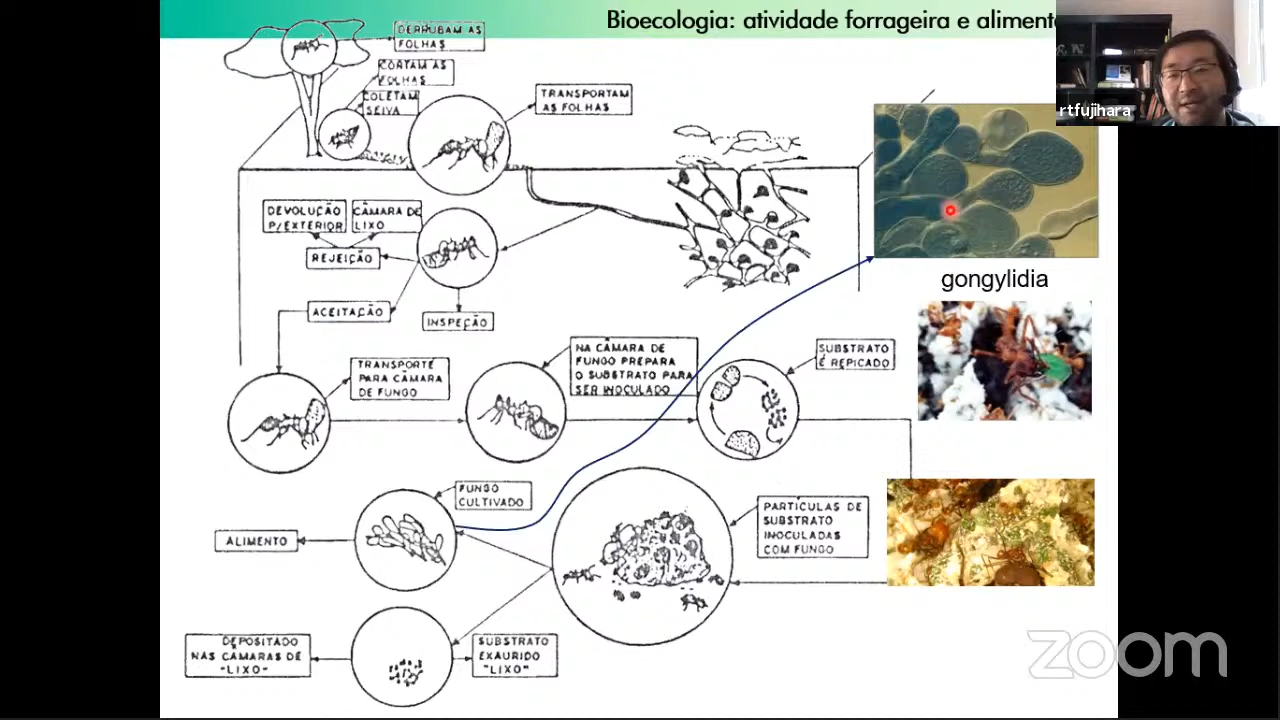 Bioecologia: atividade forrageira e aliment
rtfujihara
DERRUBAM AS
FOLHAS
CORTAM AS
FOLHAS
COLETAM
SEIVA
TRANSPORTAM
AS FOLHAS
DEVOLUÇÃO
P/EXTERIOR
CÂMARA DE
LIXO
REJEIÇÃO
gongylidia
ACEITAÇÃO
INSPEÇÃO
TRANSPORTE
PARA CÂMARA
DE FUNGO
NA CÂMARA DE
FUNGO PREPARA
O SUBSTRATO PARA
SER INOCULADO
SUBSTRATO
É REPICADO
FUNGO
CULTIVADO
ALIMENTO
PARTÍCULAS DE
SUBSTRATO
INOCULADAS
COM FUNGO
DEPOSITADO
NAS CÂMARAS DE
"LIXO"
SUBSTRATO
EXAURIDO
"LIXO"
zoom